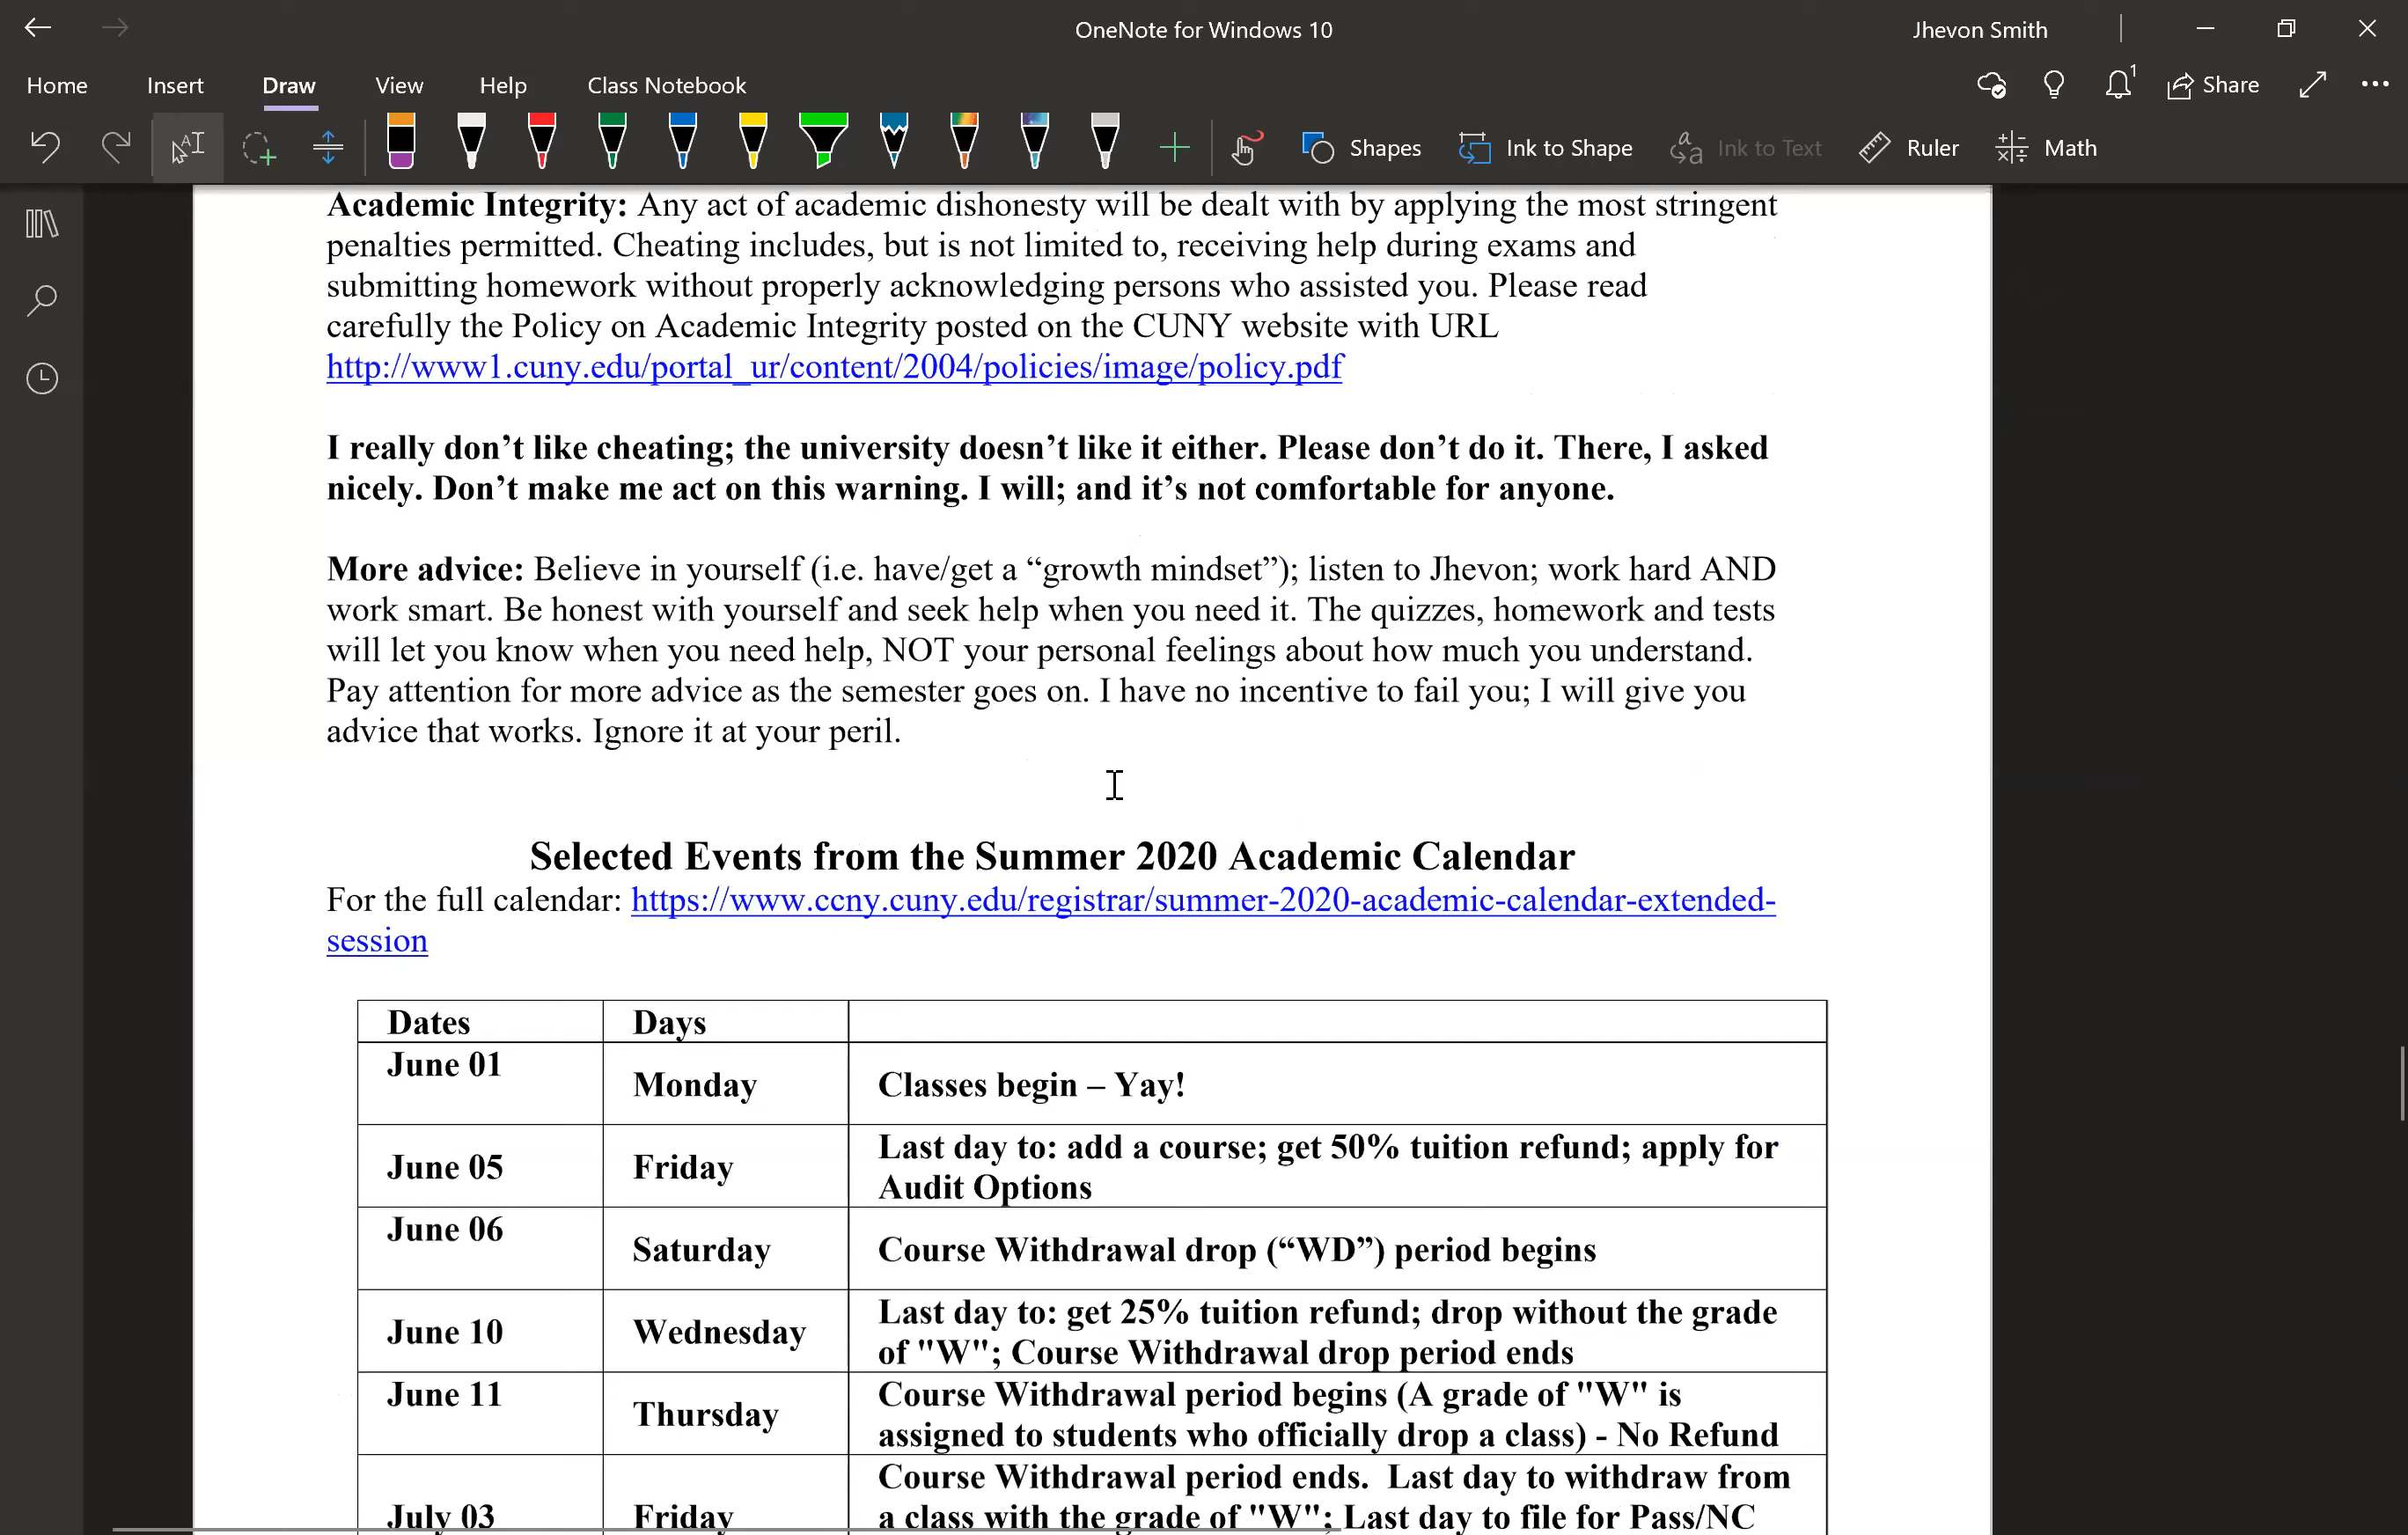 OneNote for Windows 10
Jhevon Smith
Home Insert Draw View Help Class Notebook
1
Share
Shapes Ink to Shape Ink to Text Ruler Math
Academic Integrity: Any act of academic dishonesty will be dealt with by applying the most stringent
penalties permitted. Cheating includes, but is not limited to, receiving help during exams and
submitting homework without properly acknowledging persons who assisted you. Please read
carefully the Policy on Academic Integrity posted on the CUNY website with URL
http://www1.cuny.edu/portal_ur/content/2004/policies/image/policy.pdf
I really don’t like cheating; the university doesn’t like it either. Please don’t do it. There, I asked
nicely. Don’t make me act on this warning. I will; and it’s not comfortable for anyone.
More advice: Believe in yourself (i.e. have/get a “growth mindset”); listen to Jhevon; work hard AND
work smart. Be honest with yourself and seek help when you need it. The quizzes, homework and tests
will let you know when you need help, NOT your personal feelings about how much you understand.
Pay attention for more advice as the semester goes on. I have no incentive to fail you; I will give you
advice that works. Ignore it at your peril.
Selected Events from the Summer 2020 Academic Calendar
For the full calendar: https://www.ccny.cuny.edu/registrar/summer-2020-academic-calendar-extended-
session
Dates Days
June 01 Monday Classes begin – Yay!
June 05 Friday Last day to: add a course; get 50% tuition refund; apply for
Audit Options
June 06 Saturday Course Withdrawal drop (“WD”) period begins
June 10 Wednesday Last day to: get 25% tuition refund; drop without the grade
of "W"; Course Withdrawal drop period ends
June 11 Thursday Course Withdrawal period begins (A grade of "W" is
assigned to students who officially drop a class) - No Refund
Course Withdrawal period ends. Last day to withdraw from
July 03 Friday a class with the grade of "W"; Last day to file for Pass/NC